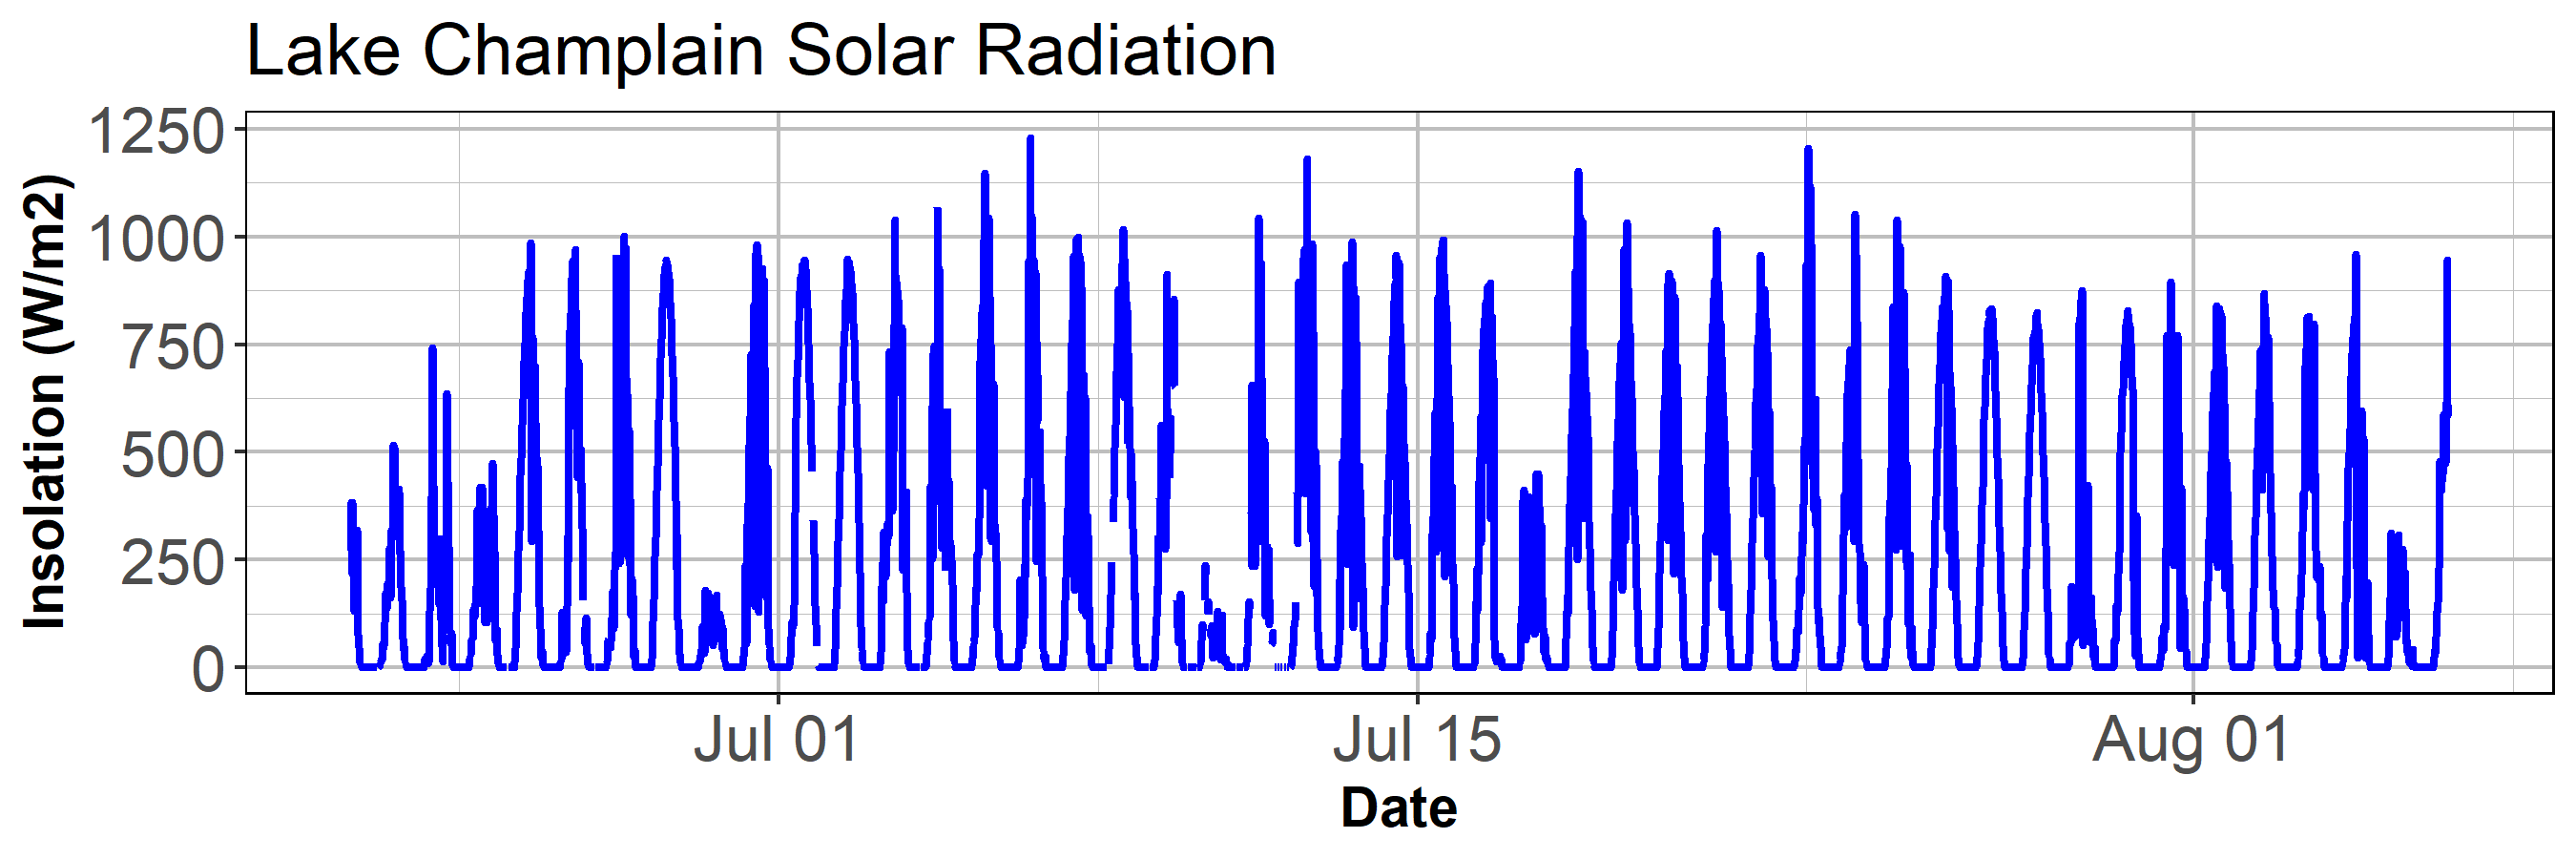 Lake Champlain Solar Radiation
1250
1000
750
500
250
0
Insolation (W/m2)
Jul 01
Jul 15
Aug 01
Date